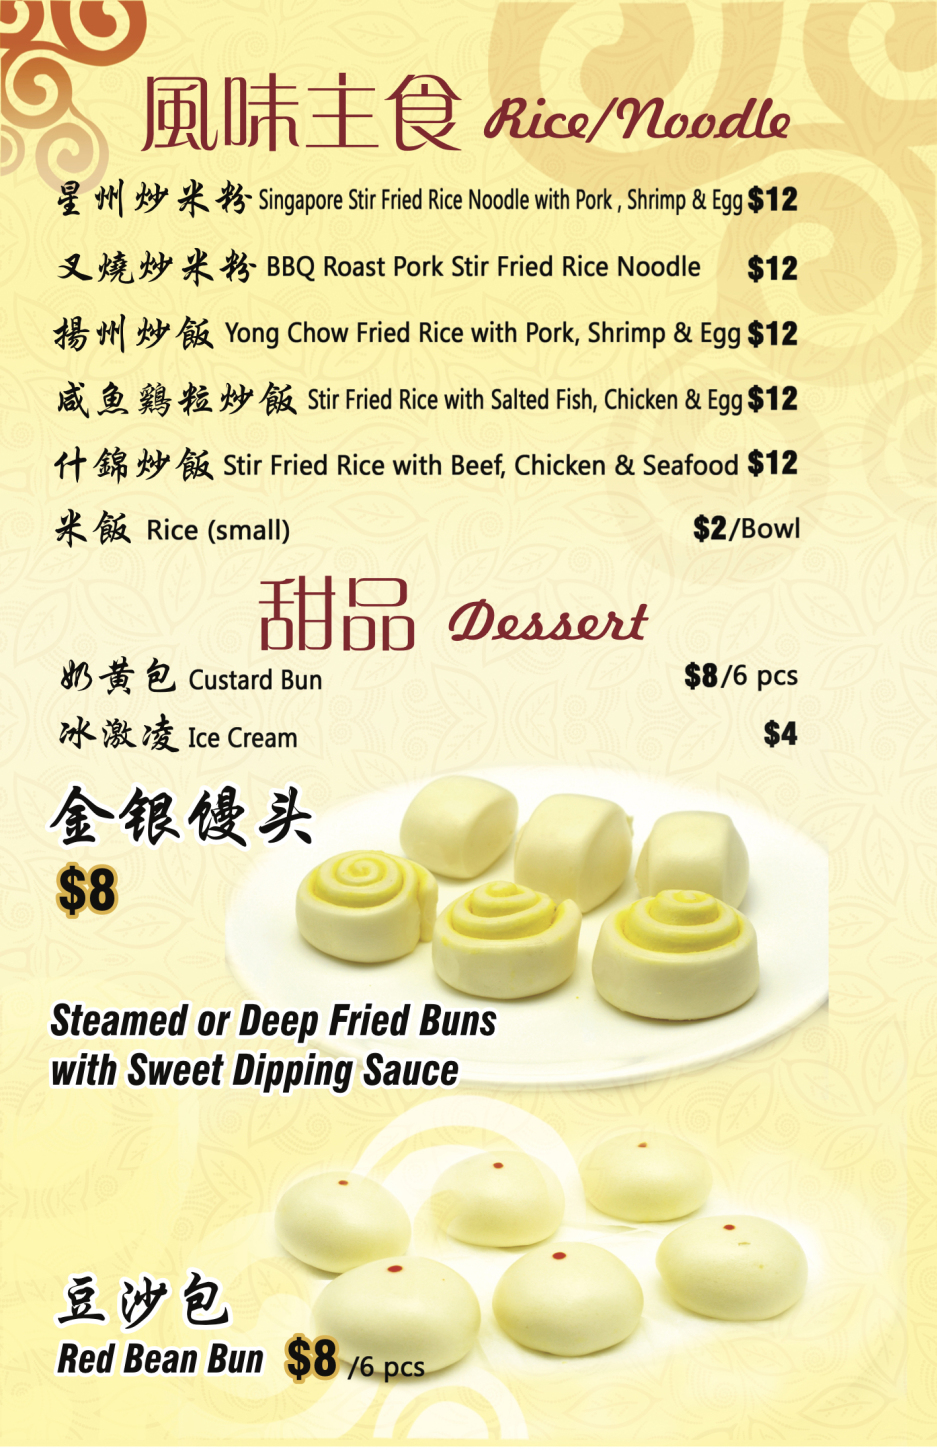 風味主食 Rice/Noodle
星州炒米粉 Singapore Stir Fried Rice Noodle with Pork , Shrimp & Egg $12
叉燒炒米粉 BBQ Roast Pork Stir Fried Rice Noodle $12
揚州炒飯 Yong Chow Fried Rice with Pork, Shrimp & Egg $12
咸魚鷄粒炒飯 Stir Fried Rice with Salted Fish, Chicken & Egg $12
什錦炒飯 Stir Fried Rice with Beef, Chicken & Seafood $12
米飯 Rice (small) $2/Bowl
甜品 Dessert
奶黄包 Custard Bun $8/6 pcs
冰激凌 Ice Cream $4
金银馒头
$8
Steamed or Deep Fried Buns
with Sweet Dipping Sauce
豆沙包
Red Bean Bun $8 /6 pcs